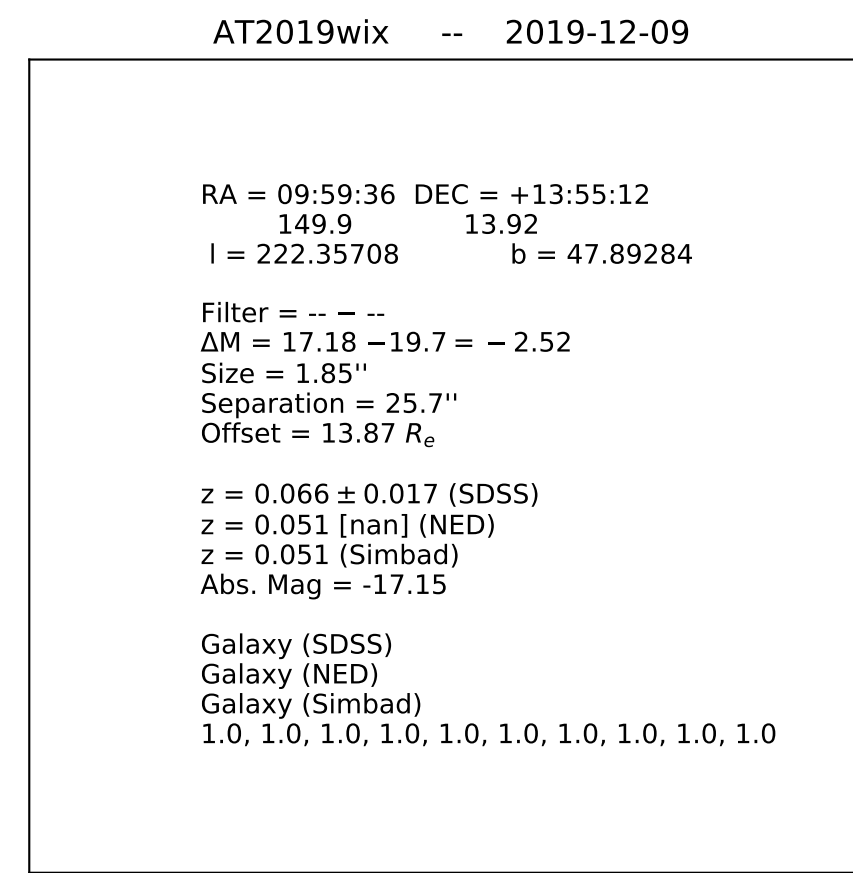 AT2019wix -- 2019-12-09
RA = 09:59:36 DEC = +13:55:12
149.9 13.92
l = 222.35708 b = 47.89284
Filter = -- − --
ΔM = 17.18 −19.7 = − 2.52
Size = 1.85''
Separation = 25.7''
Offset = 13.87 Rₑ
z = 0.066 ± 0.017 (SDSS)
z = 0.051 [nan] (NED)
z = 0.051 (Simbad)
Abs. Mag = -17.15
Galaxy (SDSS)
Galaxy (NED)
Galaxy (Simbad)
1.0, 1.0, 1.0, 1.0, 1.0, 1.0, 1.0, 1.0, 1.0, 1.0